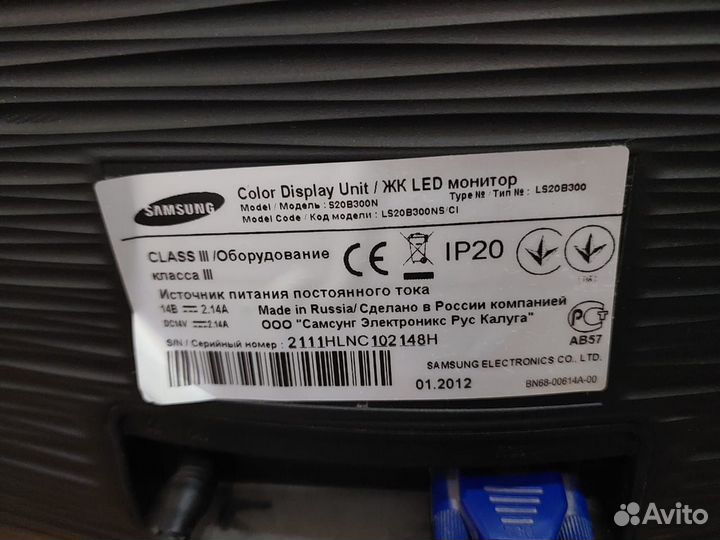 SAMSUNG
Color Display Unit / ЖК LED монитор
Model / Модель : S20B300N
Type № / Тип № : LS20B300
Model Code / Код модели : LS20B300NS/CI
CLASS III /Оборудование
класса III
CE
IP20
Источник питания постоянного тока
14В 2.14А
DC14V 2.14A
Made in Russia/Сделано в России компанией
ООО "Самсунг Электроникс Рус Калуга"
S/N / Серийный номер : 2111HLNC102148H
АВ57
SAMSUNG ELECTRONICS CO., LTD.
01.2012
BN68-00614A-00
Avito